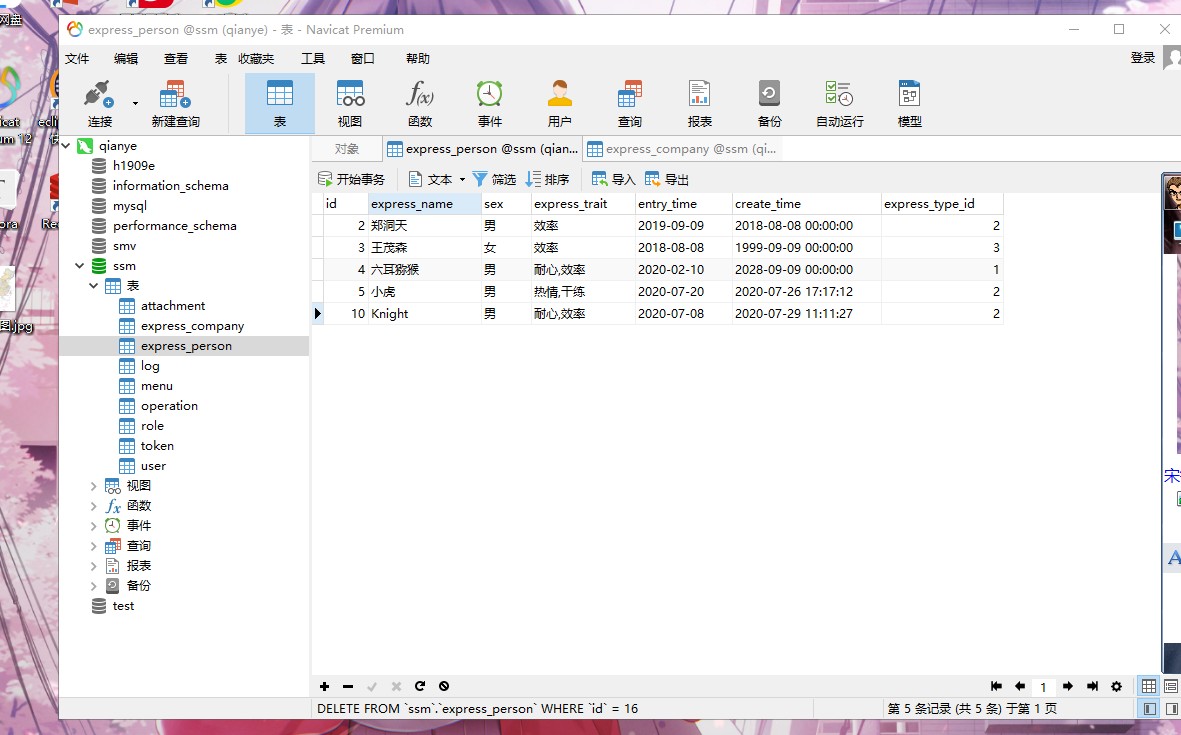 网盘
express_person @ssm (qianye) - 表 - Navicat Premium
文件 编辑 查看 表 收藏夹 工具 窗口 帮助 登录
连接 新建查询 表 视图 函数 事件 用户 查询 报表 备份 自动运行 模型
对象 express_person @ssm (qian... express_company @ssm (qi...
开始事务 文本 筛选 排序 导入 导出
id express_name sex express_trait entry_time create_time express_type_id
2 郑洞天 男 效率 2019-09-09 2018-08-08 00:00:00 2
3 王茂森 女 效率 2018-08-08 1999-09-09 00:00:00 3
4 六耳猕猴 男 耐心,效率 2020-02-10 2028-09-09 00:00:00 1
5 小虎 男 热情,干练 2020-07-20 2020-07-26 17:17:12 2
10 Knight 男 耐心,效率 2020-07-08 2020-07-29 11:11:27 2
qianye
h1909e
information_schema
mysql
performance_schema
smv
ssm
表
attachment
express_company
express_person
log
menu
operation
role
token
user
视图
函数
事件
查询
报表
备份
test
1
DELETE FROM `ssm`.`express_person` WHERE `id` = 16
第 5 条记录 (共 5 条) 于第 1 页
图.jpg
宋
A